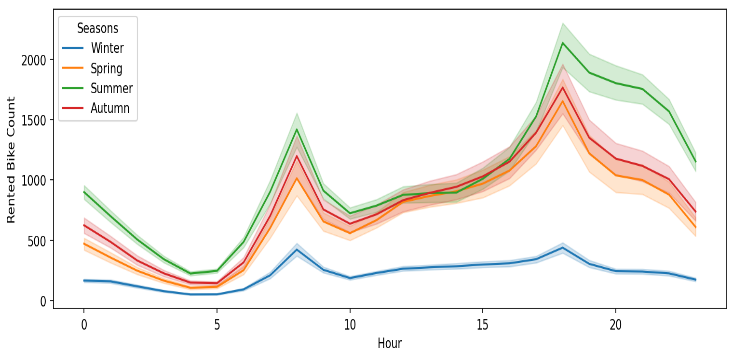 Seasons
Winter
Spring
Summer
Autumn
Rented Bike Count
2000
1500
1000
500
0
0 5 10 15 20
Hour